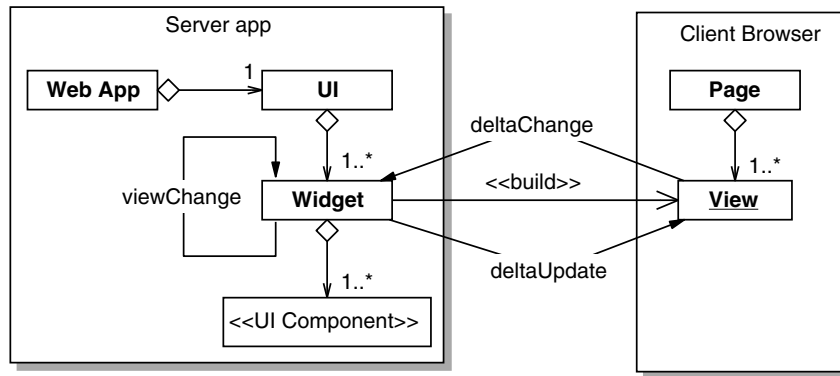 Server app
Client Browser
Web App
1
UI
Page
deltaChange
1..*
1..*
viewChange
Widget
<<build>>
View
deltaUpdate
1..*
<<UI Component>>